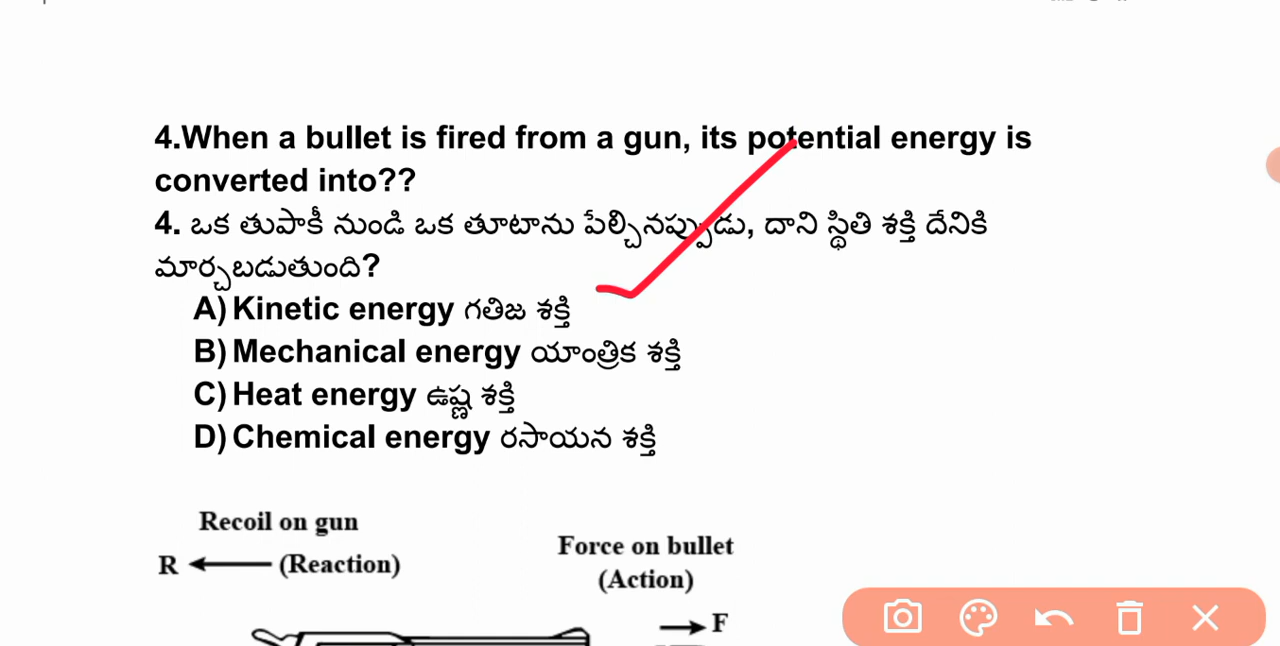 4.When a bullet is fired from a gun, its potential energy is
converted into??
4. ఒక తుపాకీ నుండి ఒక తూటాను పేల్చినప్పుడు, దాని స్థితి శక్తి దేనికి
మార్చబడుతుంది?
A) Kinetic energy గతిజ శక్తి
B) Mechanical energy యాంత్రిక శక్తి
C) Heat energy ఉష్ణ శక్తి
D) Chemical energy రసాయన శక్తి
Recoil on gun
R (Reaction)
Force on bullet
(Action)
F